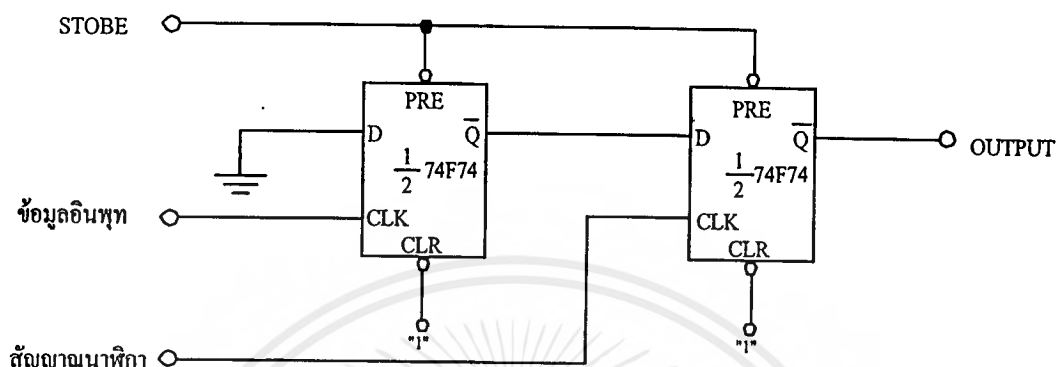 STOBE
PRE
D
Q̅
½ 74F74
CLK
CLR
"1"
PRE
D
Q̅
½ 74F74
CLK
CLR
"1"
OUTPUT
ข้อมูลอินพุท
สัญญาณนาฬิกา